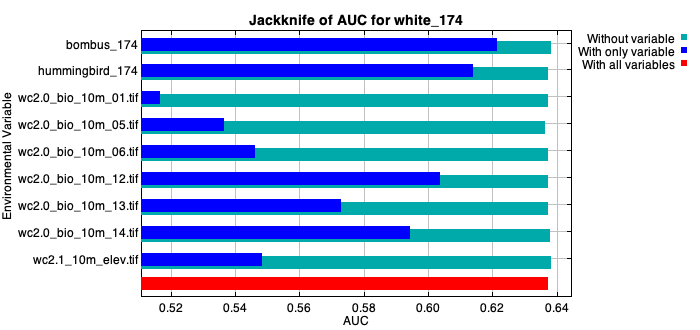 Jackknife of AUC for white_174
Without variable
With only variable
With all variables
Environmental Variable
bombus_174
hummingbird_174
wc2.0_bio_10m_01.tif
wc2.0_bio_10m_05.tif
wc2.0_bio_10m_06.tif
wc2.0_bio_10m_12.tif
wc2.0_bio_10m_13.tif
wc2.0_bio_10m_14.tif
wc2.1_10m_elev.tif
0.52 0.54 0.56 0.58 0.60 0.62 0.64
AUC